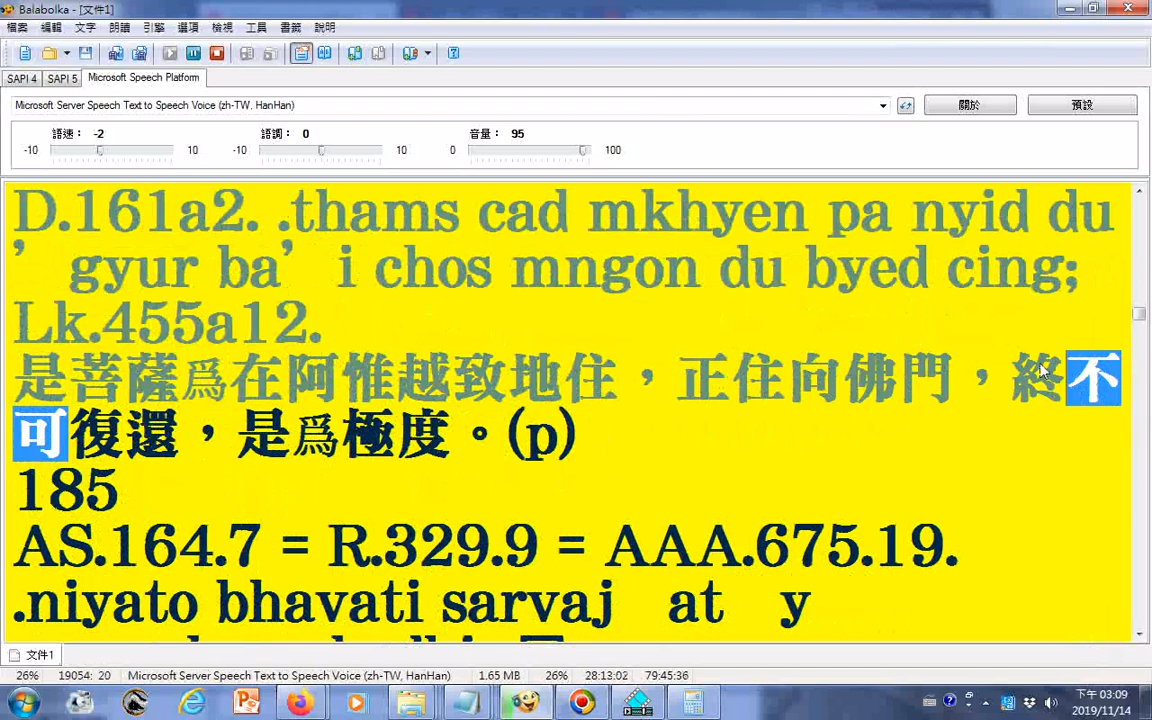 Balabolka - [文件1]
檔案 編輯 文字 朗讀 引擎 選項 檢視 工具 書籤 說明
SAPI 4 SAPI 5 Microsoft Speech Platform
Microsoft Server Speech Text to Speech Voice (zh-TW, HanHan) 關於 預設
語速： -2 語調： 0 音量： 95
-10 10 -10 10 0 100
D.161a2. .thams cad mkhyen pa nyid du
’ gyur ba’ i chos mngon du byed cing;
Lk.455a12.
是菩薩爲在阿惟越致地住，正住向佛門，終不
可復還，是爲極度。(p)
185
AS.164.7 = R.329.9 = AAA.675.19.
.niyato bhavati sarvaj at y
文件1
26% 19054: 20 Microsoft Server Speech Text to Speech Voice (zh-TW, HanHan) 1.65 MB 26% 28:13:02 79:45:36
下午 03:09
2019/11/14